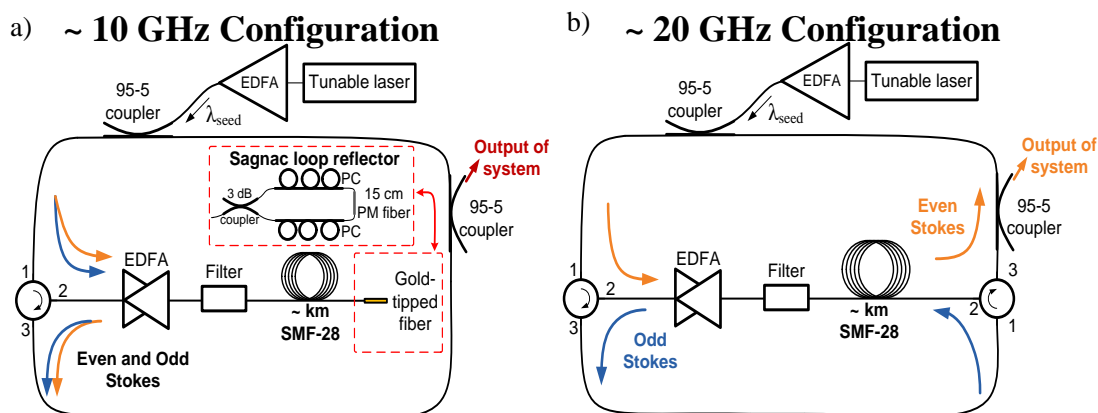 a) ~ 10 GHz Configuration
EDFA
Tunable laser
95-5
coupler
λseed
Output of
system
Sagnac loop reflector
PC
3 dB
coupler
15 cm
PM fiber
PC
95-5
coupler
1
2
3
EDFA
Filter
~ km
SMF-28
Gold-
tipped
fiber
Even and Odd
Stokes
b) ~ 20 GHz Configuration
EDFA
Tunable laser
95-5
coupler
λseed
Output of
system
95-5
coupler
Even
Stokes
1
2
3
EDFA
Filter
~ km
SMF-28
3
2
1
Odd
Stokes